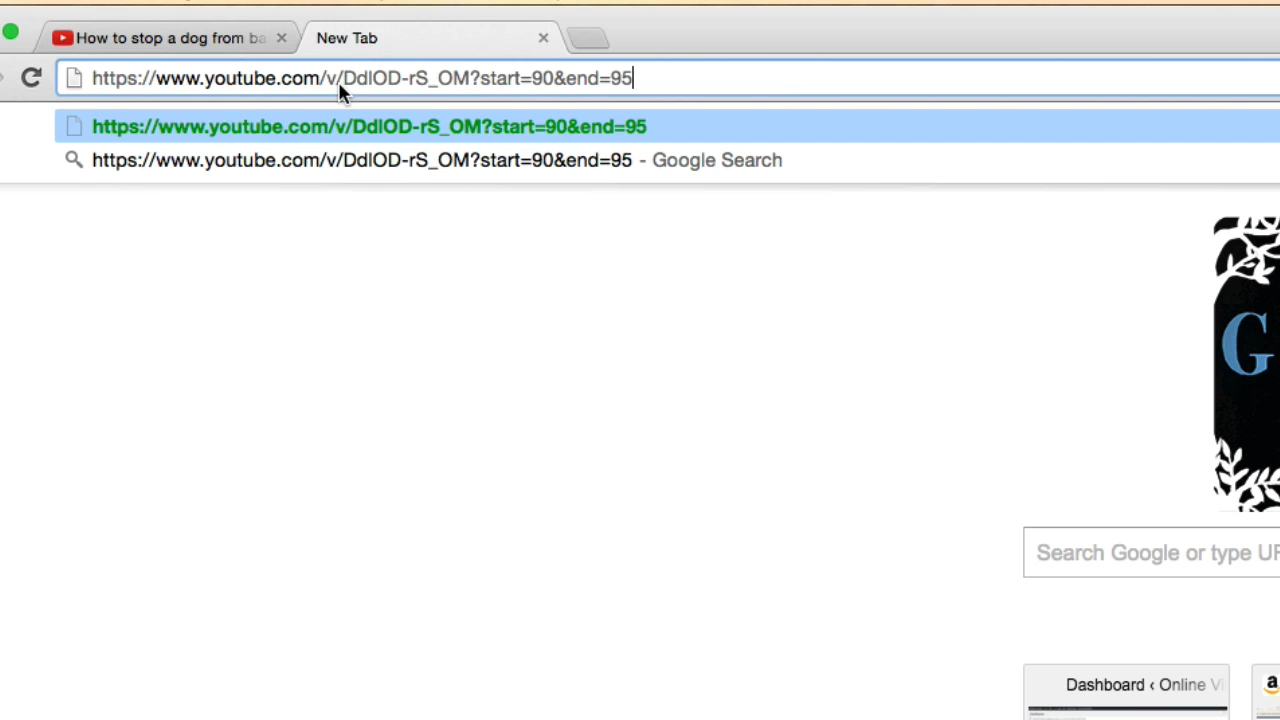 How to stop a dog from ba
New Tab
https://www.youtube.com/v/DdlOD-rS_OM?start=90&end=95
https://www.youtube.com/v/DdlOD-rS_OM?start=90&end=95
https://www.youtube.com/v/DdlOD-rS_OM?start=90&end=95 - Google Search
G
Search Google or type UR
Dashboard ‹ Online Vi
a